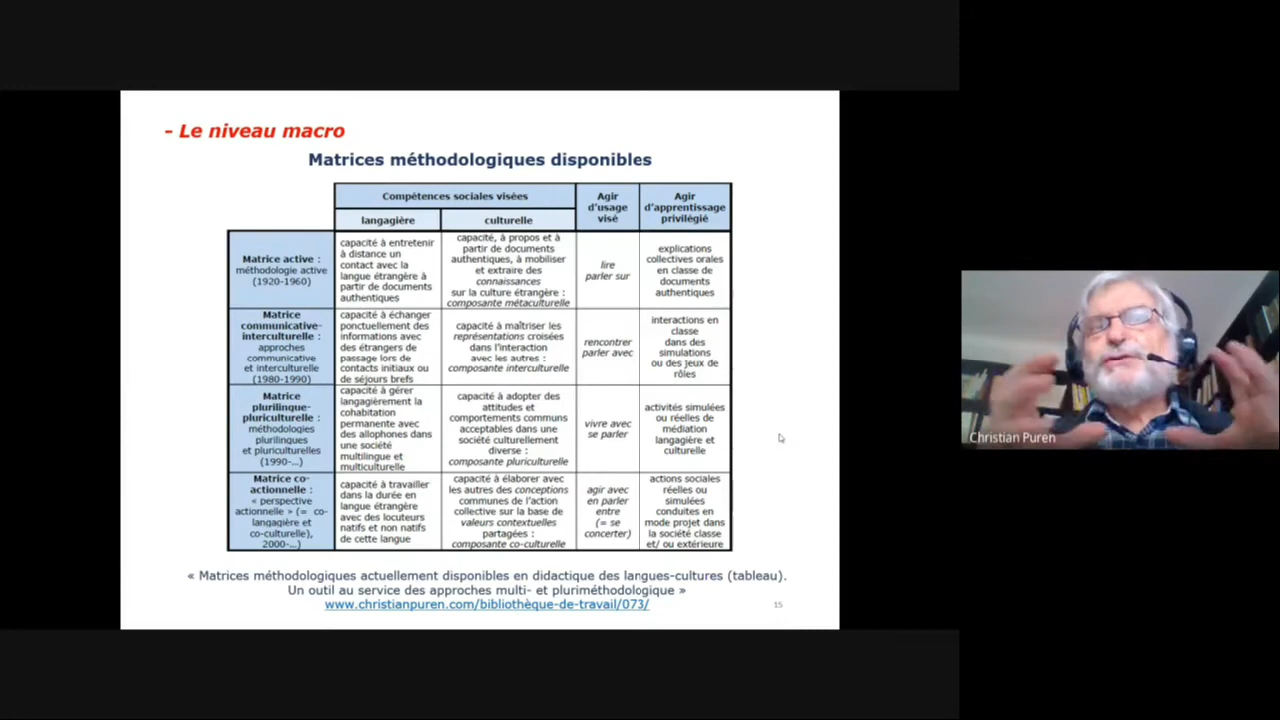 - Le niveau macro
Matrices méthodologiques disponibles
Compétences sociales visées
langagière
culturelle
Agir
d'usage
visé
Agir
d'apprentissage
privilégié
Matrice active :
méthodologie active
(1920-1960)
capacité à entretenir
à distance un
contact avec la
langue étrangère à
partir de documents
authentiques
capacité, à propos et à
partir de documents
authentiques, à mobiliser
et extraire des
connaissances
sur la culture étrangère :
composante métaculturelle
lire
parler sur
explications
collectives orales
en classe de
documents
authentiques
Matrice
communicative-
interculturelle :
approches
communicative
et interculturelle
(1980-1990)
capacité à échanger
ponctuellement des
informations avec
des étrangers de
passage lors de
contacts initiaux ou
de séjours brefs
capacité à maîtriser les
représentations croisées
dans l'interaction
avec les autres :
composante interculturelle
rencontrer
parler avec
interactions en
classe
dans des
simulations
ou des jeux de
rôles
Matrice
plurilingue-
pluriculturelle :
méthodologies
plurilingues
et pluriculturelles
(1990-...)
capacité à gérer
langagièrement la
cohabitation
permanente avec
des allophones dans
une société
multilingue et
multiculturelle
capacité à adopter des
attitudes et
comportements communs
acceptables dans une
société culturellement
diverse :
composante pluriculturelle
vivre avec
se parler
activités simulées
ou réelles de
médiation
langagière et
culturelle
Matrice co-
actionnelle :
« perspective
actionnelle » (= co-
langagière et
co-culturelle),
2000-...)
capacité à travailler
dans la durée en
langue étrangère
avec des locuteurs
natifs et non natifs
de cette langue
capacité à élaborer avec
les autres des conceptions
communes de l'action
collective sur la base de
valeurs contextuelles
partagées :
composante co-culturelle
agir avec
en parler
entre
(= se
concerter)
actions sociales
réelles ou
simulées
conduites en
mode projet dans
la société classe
et/ ou extérieure
« Matrices méthodologiques actuellement disponibles en didactique des langues-cultures (tableau).
Un outil au service des approches multi- et pluriméthodologique »
www.christianpuren.com/bibliothèque-de-travail/073/
15
Christian Puren